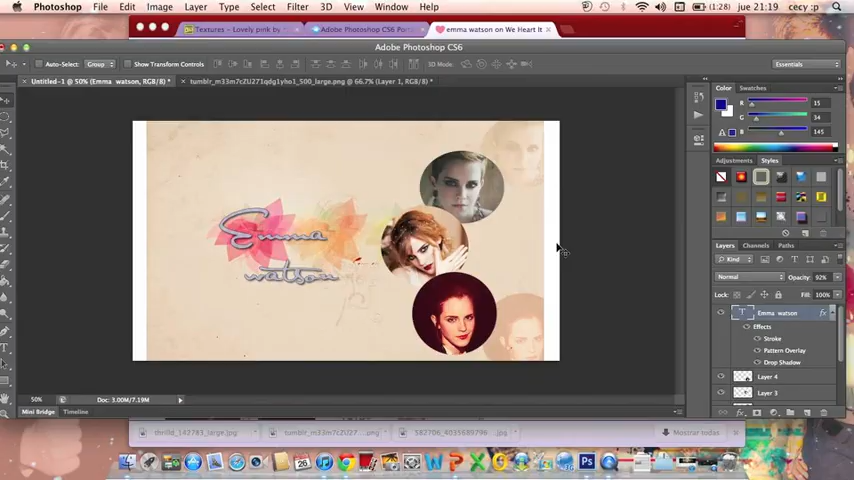 Photoshop File Edit Image Layer Type Select Filter 3D View Window Help (1:28) jue 21:19 cecy :p
Textures - Lovely pink by Adobe Photoshop CS6 Port emma watson on We Heart It
Adobe Photoshop CS6
Auto-Select: Group Show Transform Controls 3D Mode: Essentials
Untitled-1 @ 50% (Emma watson, RGB/8) * tumblr_m33m7cZU271qdg1yho1_500_large.png @ 66.7% (Layer 1, RGB/8) *
Color Swatches
R 15
G 34
B 145
Adjustments Styles
Emma
watson
Layers Channels Paths
Kind
Normal Opacity: 92%
Lock: Fill: 100%
T Emma watson fx
Effects
Stroke
Pattern Overlay
Drop Shadow
Layer 4
Layer 3
50% Doc: 3.00M/7.19M
Mini Bridge Timeline
thrilld_142783_large.jpg tumblr_m33m7cZU27....png 582706_4035689796...jpg Mostrar todas